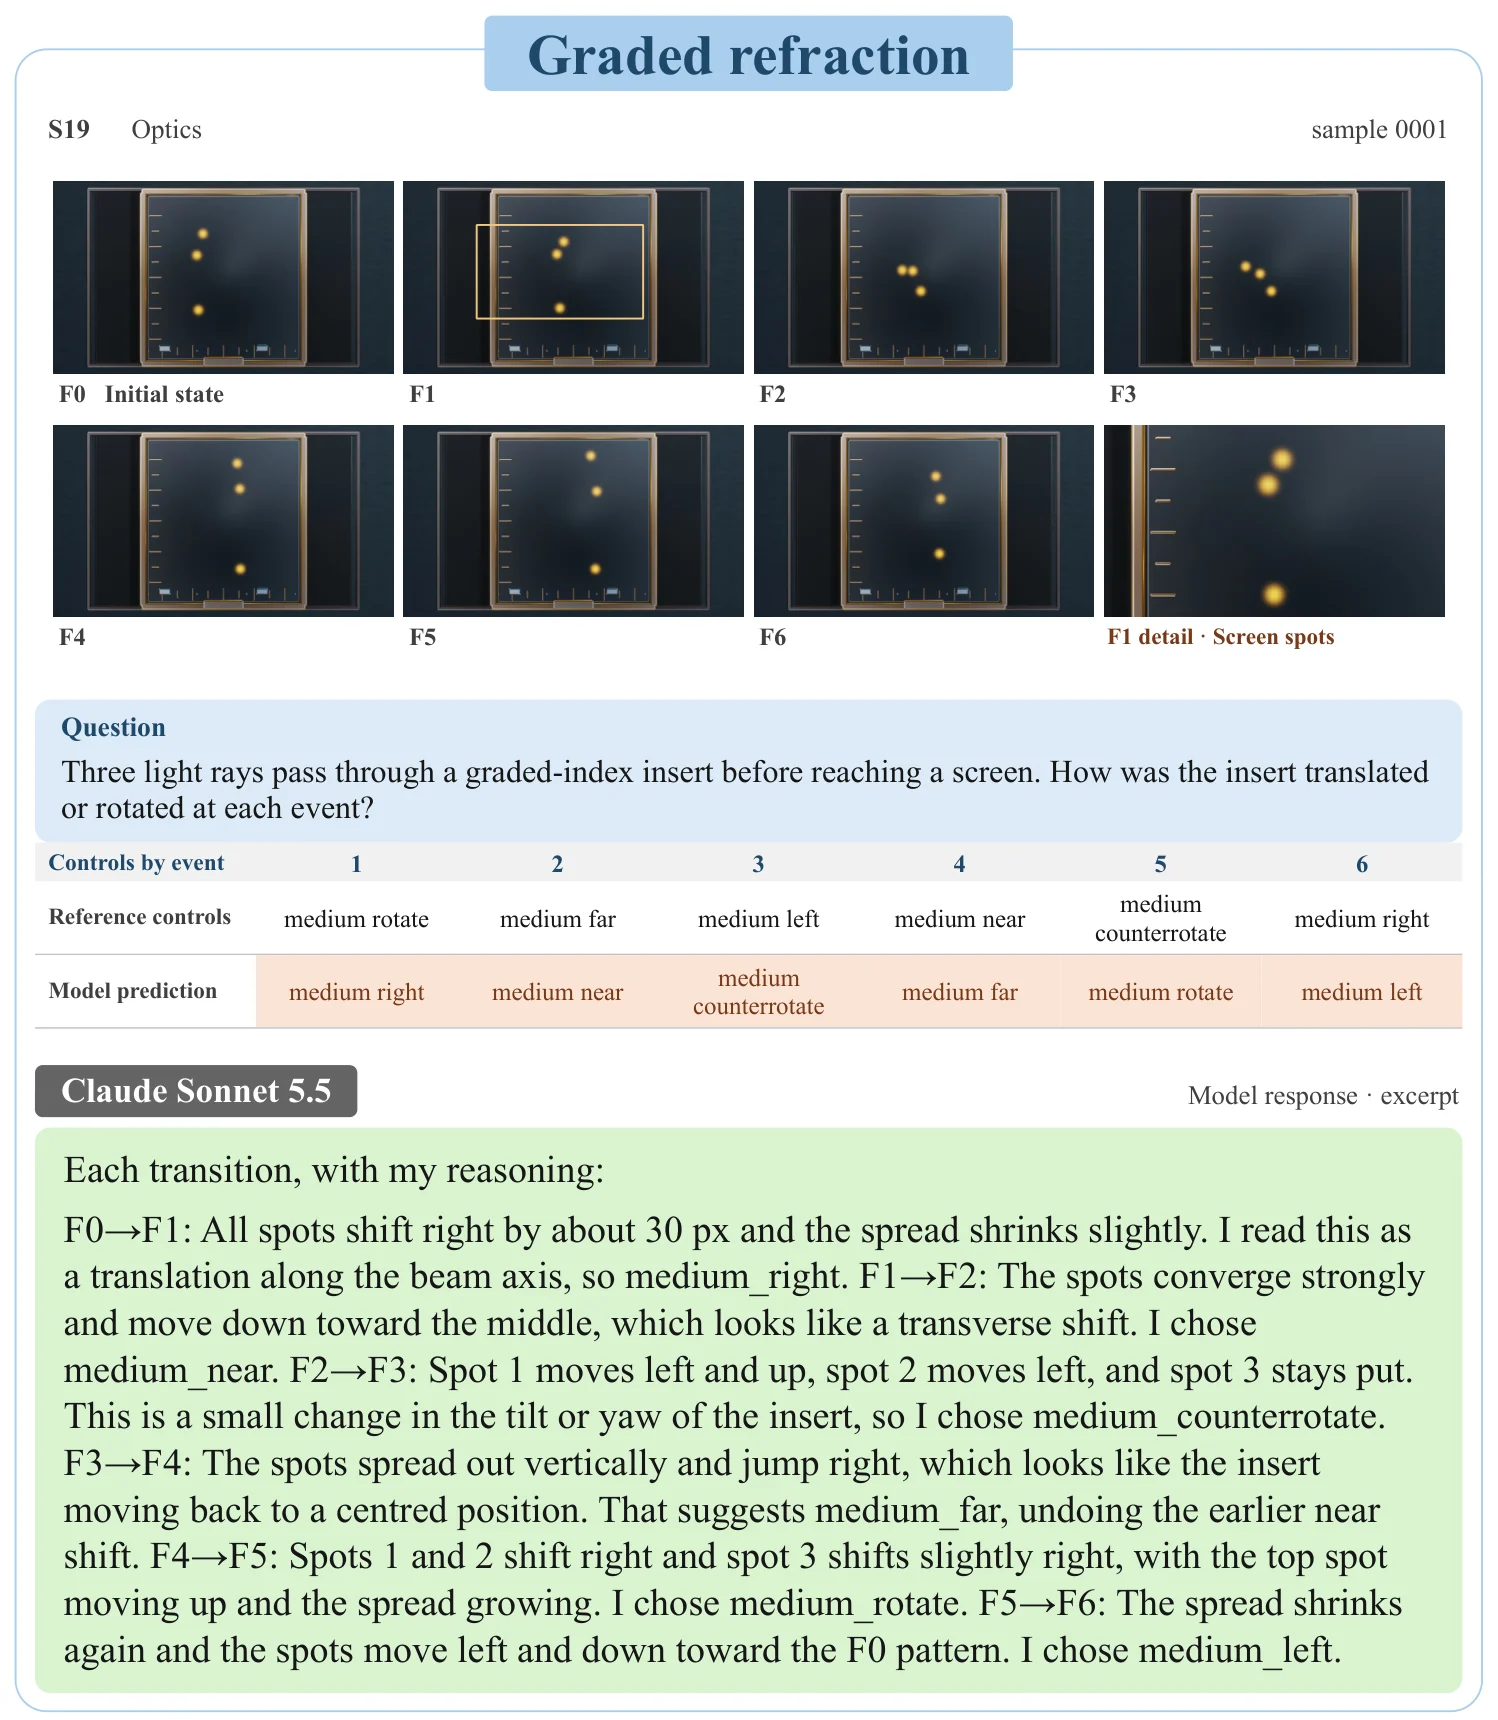 Graded refraction
S19 Optics sample 0001
F0 Initial state F1 F2 F3
F4 F5 F6 F1 detail · Screen spots
Question
Three light rays pass through a graded-index insert before reaching a screen. How was the insert translated
or rotated at each event?
Controls by event 1 2 3 4 5 6
Reference controls medium rotate medium far medium left medium near medium counterrotate medium right
Model prediction medium right medium near medium counterrotate medium far medium rotate medium left
Claude Sonnet 5.5 Model response · excerpt
Each transition, with my reasoning:
F0→F1: All spots shift right by about 30 px and the spread shrinks slightly. I read this as
a translation along the beam axis, so medium_right. F1→F2: The spots converge strongly
and move down toward the middle, which looks like a transverse shift. I chose
medium_near. F2→F3: Spot 1 moves left and up, spot 2 moves left, and spot 3 stays put.
This is a small change in the tilt or yaw of the insert, so I chose medium_counterrotate.
F3→F4: The spots spread out vertically and jump right, which looks like the insert
moving back to a centred position. That suggests medium_far, undoing the earlier near
shift. F4→F5: Spots 1 and 2 shift right and spot 3 shifts slightly right, with the top spot
moving up and the spread growing. I chose medium_rotate. F5→F6: The spread shrinks
again and the spots move left and down toward the F0 pattern. I chose medium_left.